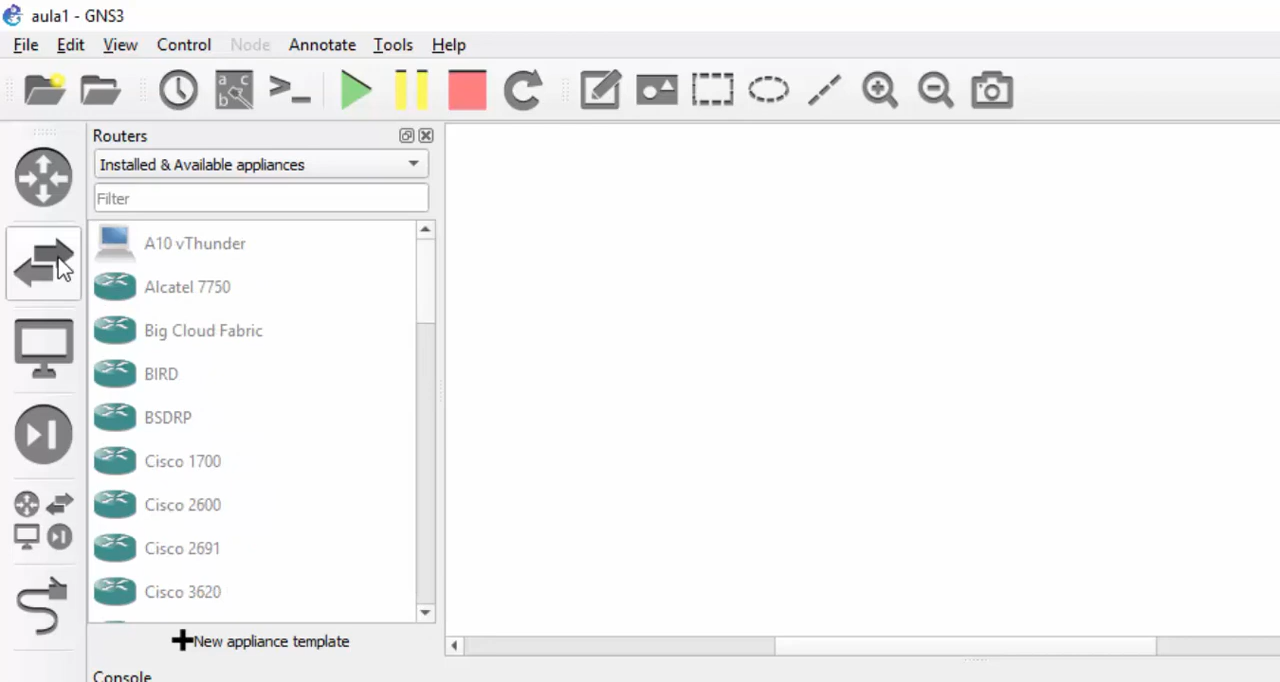 aula1 - GNS3
File Edit View Control Node Annotate Tools Help
a c
b
Routers
Installed & Available appliances
Filter
A10 vThunder
Alcatel 7750
Big Cloud Fabric
BIRD
BSDRP
Cisco 1700
Cisco 2600
Cisco 2691
Cisco 3620
New appliance template
Console